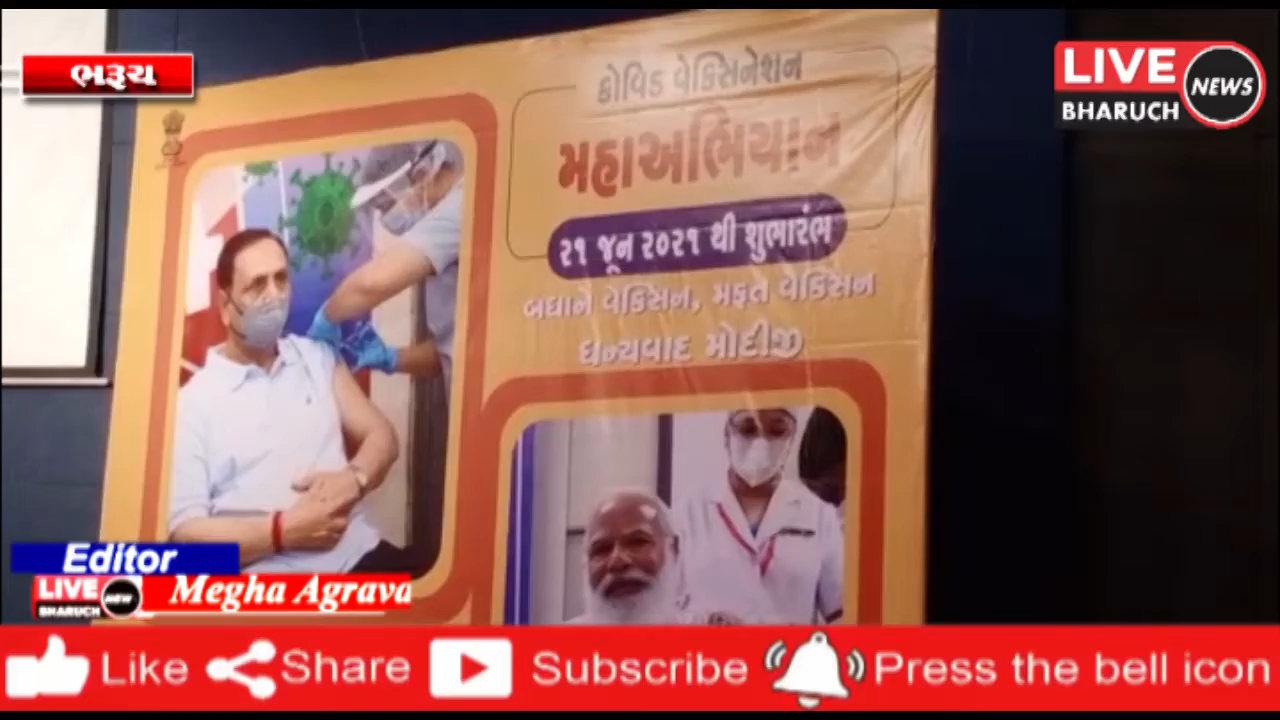 ભરૂચ
LIVE
BHARUCH
NEWS
કોવિડ વેક્સિનેશન
મહાઅભિયાન
૨૧ જૂન ૨૦૨૧ થી શુભારંભ
બધાને વેક્સિન, મફત વેક્સિન
ધન્યવાદ મોદીજી
Editor
LIVE
BHARUCH
NEW
Megha Agrava
Like
Share
Subscribe
Press the bell icon